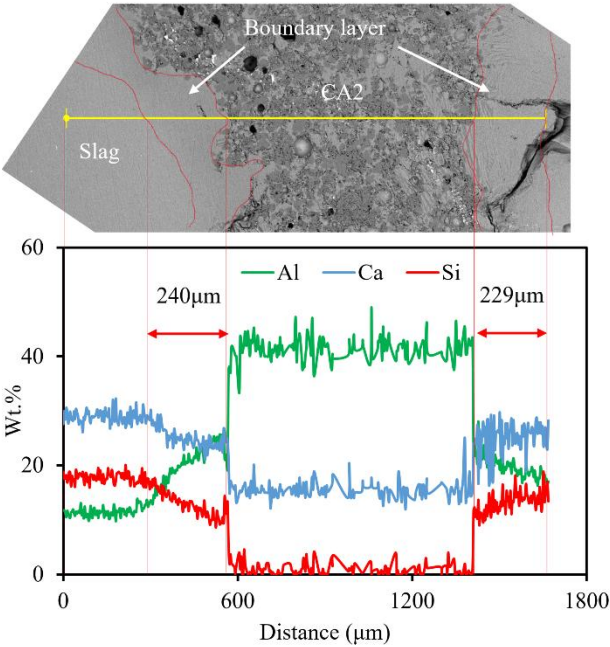 Boundary layer
CA2
Slag
60
Al Ca Si
240μm
229μm
40
Wt.%
20
0
0 600 1200 1800
Distance (μm)